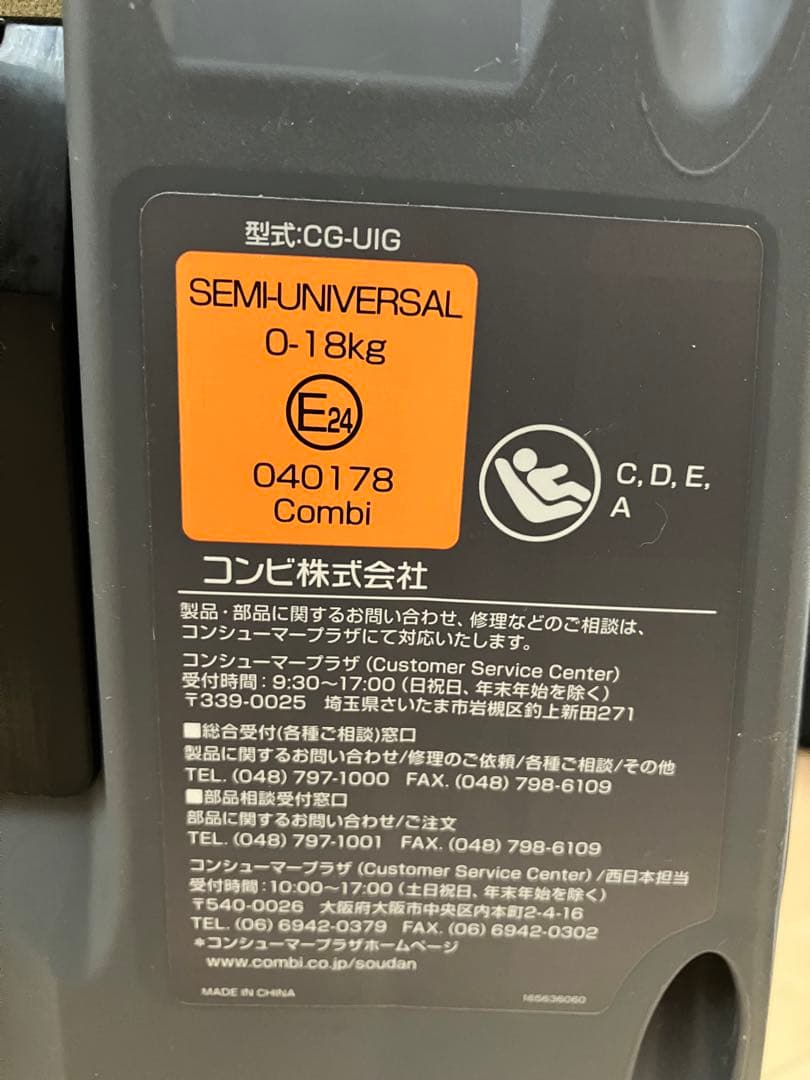 型式:CG-UIG
SEMI-UNIVERSAL
0-18kg
E24
040178
Combi
C, D, E,
A
コンビ株式会社
製品・部品に関するお問い合わせ、修理などのご相談は、
コンシューマープラザにて対応いたします。
コンシューマープラザ (Customer Service Center)
受付時間：9:30～17:00 (日祝日、年末年始を除く)
〒339-0025 埼玉県さいたま市岩槻区釣上新田271
■総合受付(各種ご相談)窓口
製品に関するお問い合わせ/修理のご依頼/各種ご相談/その他
TEL. (048) 797-1000 FAX. (048) 798-6109
■部品相談受付窓口
部品に関するお問い合わせ/ご注文
TEL. (048) 797-1001 FAX. (048) 798-6109
コンシューマープラザ (Customer Service Center) /西日本担当
受付時間：10:00～17:00 (土日祝日、年末年始を除く)
〒540-0026 大阪府大阪市中央区内本町2-4-16
TEL. (06) 6942-0379 FAX. (06) 6942-0302
*コンシューマープラザホームページ
www.combi.co.jp/soudan
MADE IN CHINA
165636060